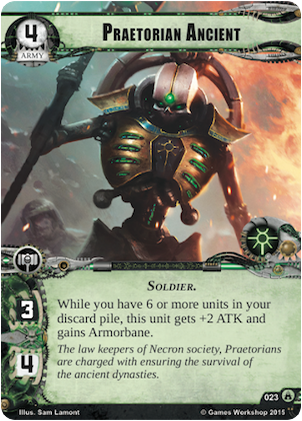 4
ARMY
PRAETORIAN ANCIENT
SOLDIER.
While you have 6 or more units in your
discard pile, this unit gets +2 ATK and
gains Armorbane.
The law keepers of Necron society, Praetorians
are charged with ensuring the survival of
the ancient dynasties.
3
4
023
Illus. Sam Lamont
© Games Workshop 2015